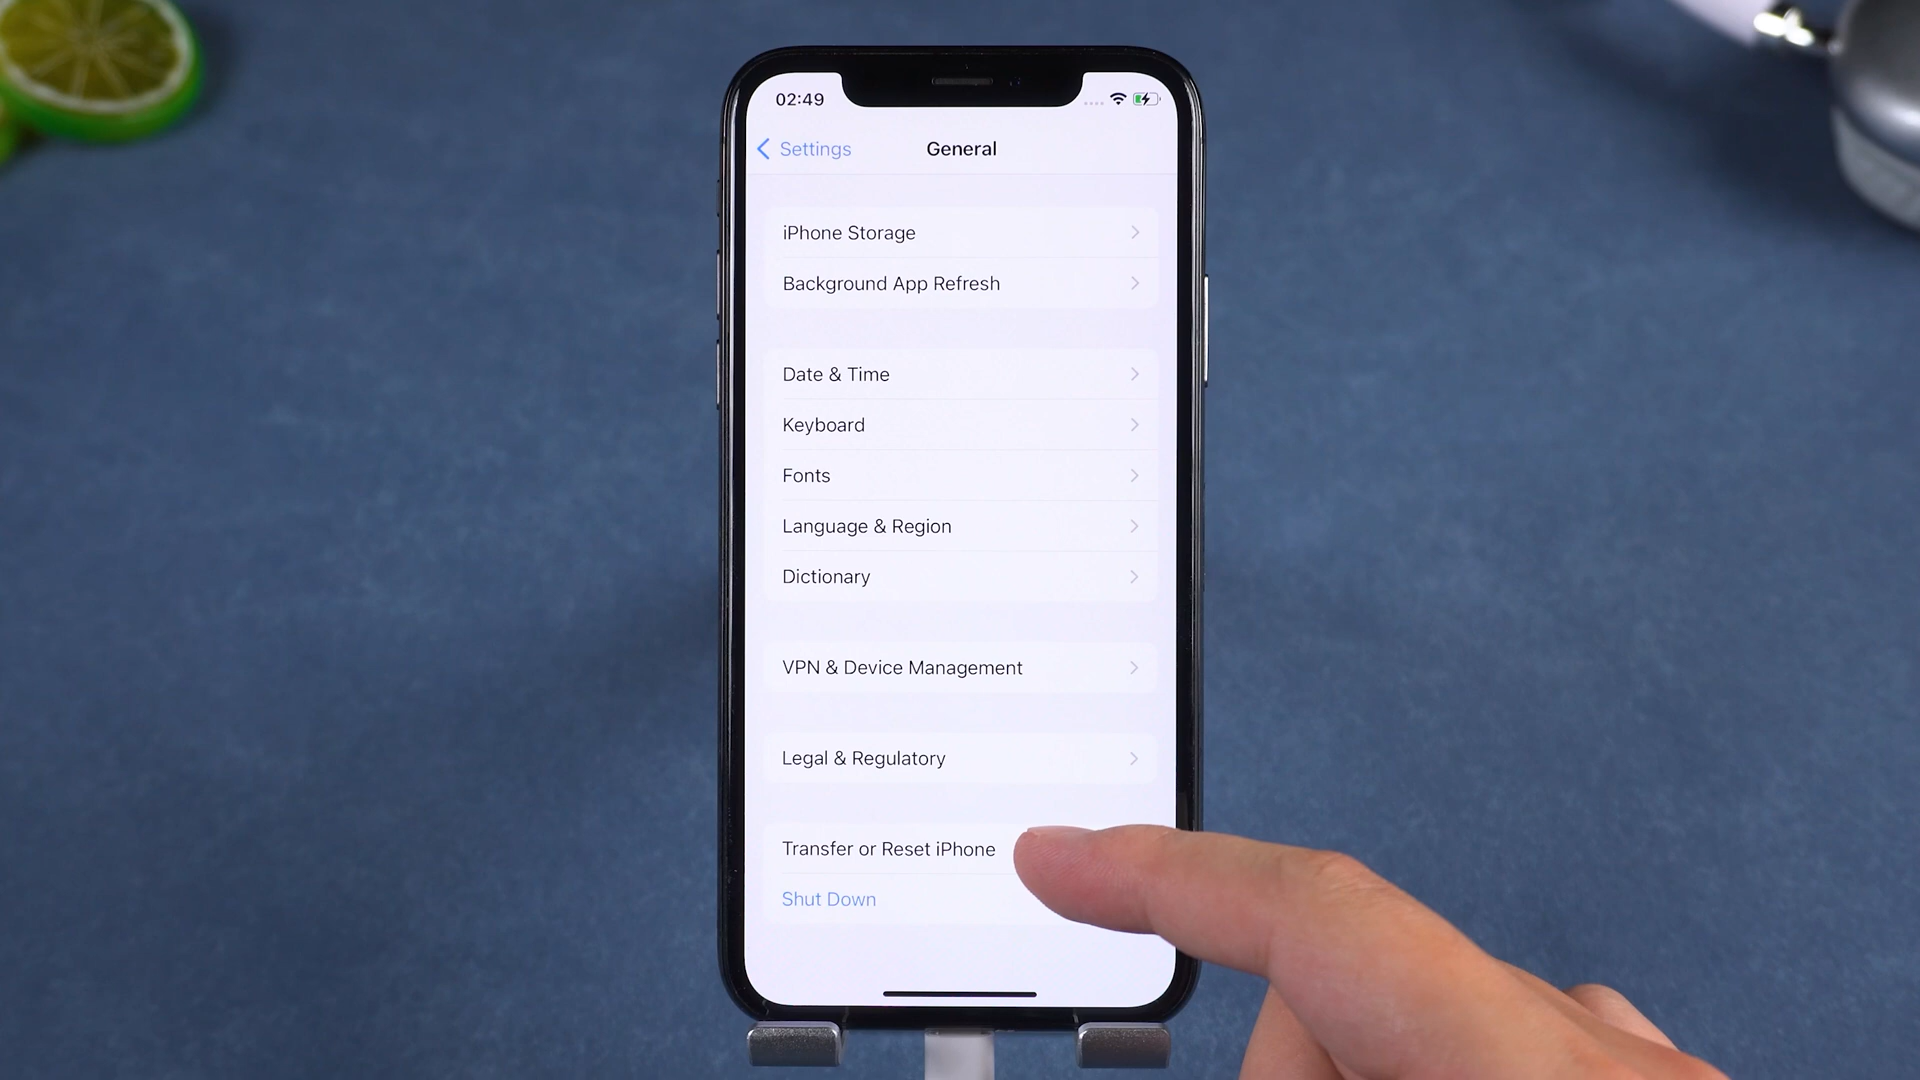 02:49
Settings
General
iPhone Storage
Background App Refresh
Date & Time
Keyboard
Fonts
Language & Region
Dictionary
VPN & Device Management
Legal & Regulatory
Transfer or Reset iPhone
Shut Down